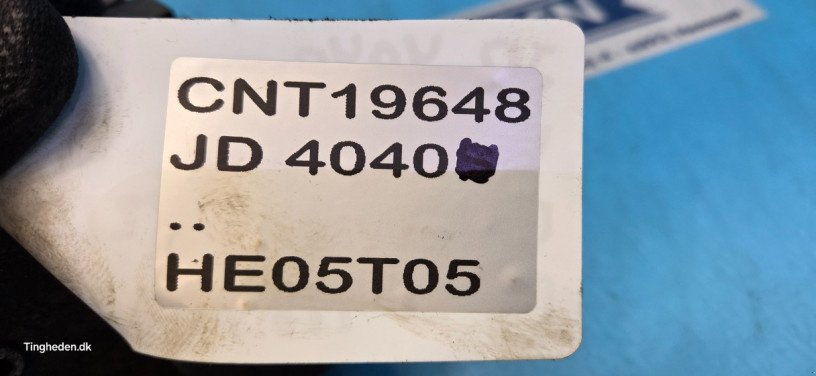 CNT19648
JD 4040
..
HE05T05
Tingheden.dk